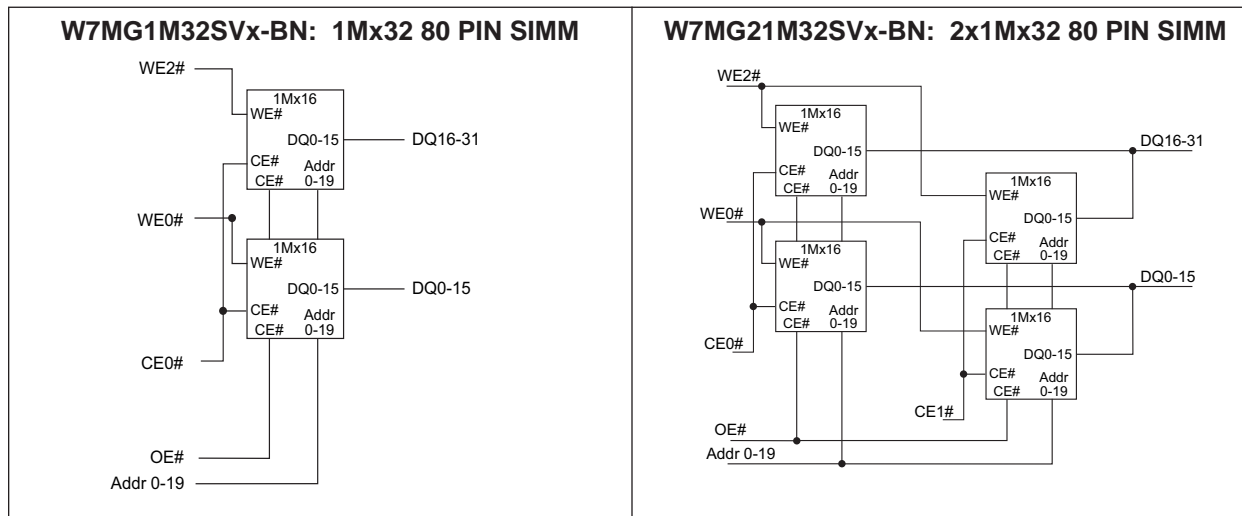 W7MG1M32SVx-BN: 1Mx32 80 PIN SIMM
WE2#
1Mx16
WE#
DQ0-15
DQ16-31
CE#
Addr
CE#
0-19
WE0#
1Mx16
WE#
DQ0-15
DQ0-15
CE#
Addr
CE#
0-19
CE0#
OE#
Addr 0-19
W7MG21M32SVx-BN: 2x1Mx32 80 PIN SIMM
WE2#
1Mx16
WE#
DQ0-15
DQ16-31
CE#
Addr
CE#
0-19
1Mx16
WE#
DQ0-15
CE#
Addr
CE#
0-19
WE0#
1Mx16
WE#
DQ0-15
DQ0-15
CE#
Addr
CE#
0-19
1Mx16
WE#
DQ0-15
CE#
Addr
CE#
0-19
CE0#
CE1#
OE#
Addr 0-19